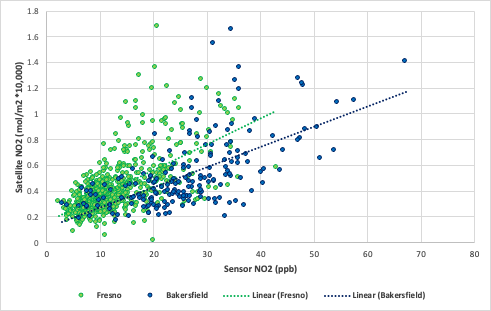 1.8
1.6
1.4
1.2
1
0.8
0.6
0.4
0.2
0
Satellite NO2 (mol/m2 *10,000)
0 10 20 30 40 50 60 70 80
Sensor NO2 (ppb)
Fresno Bakersfield Linear (Fresno) Linear (Bakersfield)